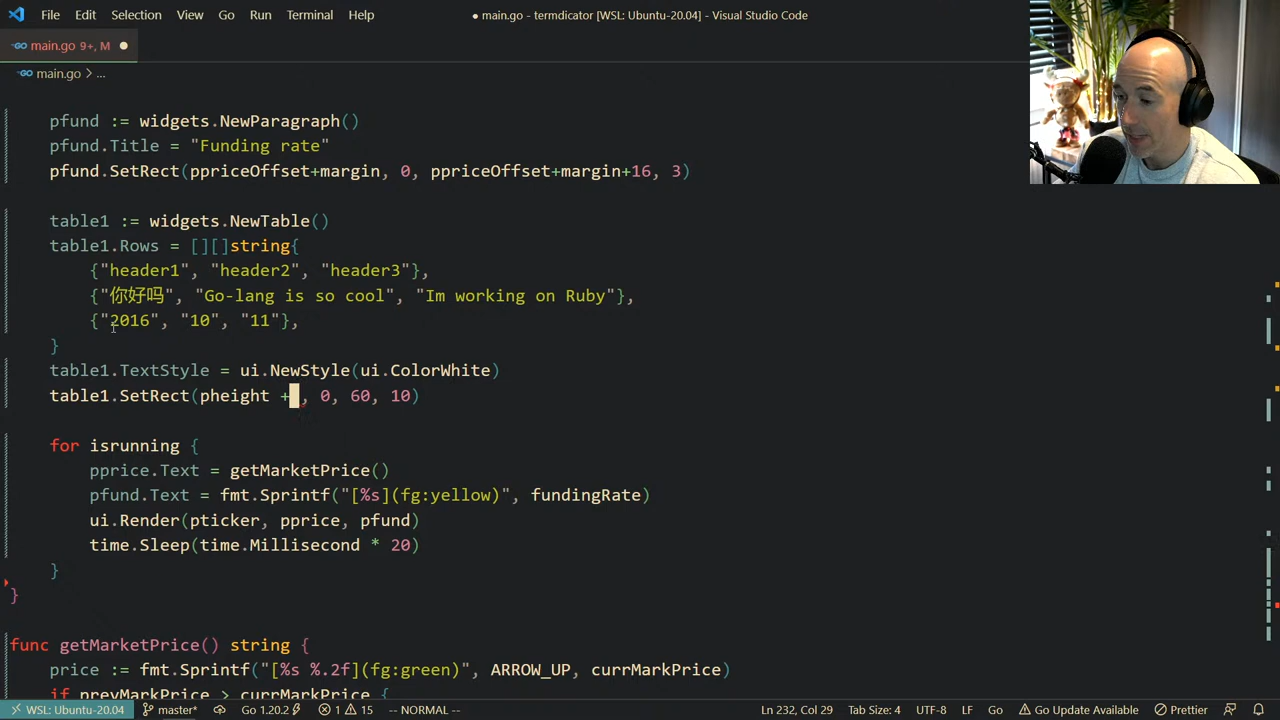 File Edit Selection View Go Run Terminal Help ● main.go - termdicator [WSL: Ubuntu-20.04] - Visual Studio Code
main.go 9+, M ●
main.go > ...
pfund := widgets.NewParagraph()
pfund.Title = "Funding rate"
pfund.SetRect(ppriceOffset+margin, 0, ppriceOffset+margin+16, 3)
table1 := widgets.NewTable()
table1.Rows = [][]string{
{"header1", "header2", "header3"},
{"你好吗", "Go-lang is so cool", "Im working on Ruby"},
{"2016", "10", "11"},
}
table1.TextStyle = ui.NewStyle(ui.ColorWhite)
table1.SetRect(pheight + , 0, 60, 10)
for isrunning {
pprice.Text = getMarketPrice()
pfund.Text = fmt.Sprintf("[%s](fg:yellow)", fundingRate)
ui.Render(pticker, pprice, pfund)
time.Sleep(time.Millisecond * 20)
}
}
func getMarketPrice() string {
price := fmt.Sprintf("[%s %.2f](fg:green)", ARROW_UP, currMarkPrice)
if prevMarkPrice > currMarkPrice {
WSL: Ubuntu-20.04 master* Go 1.20.2 1 15 -- NORMAL -- Ln 232, Col 29 Tab Size: 4 UTF-8 LF Go Go Update Available Prettier